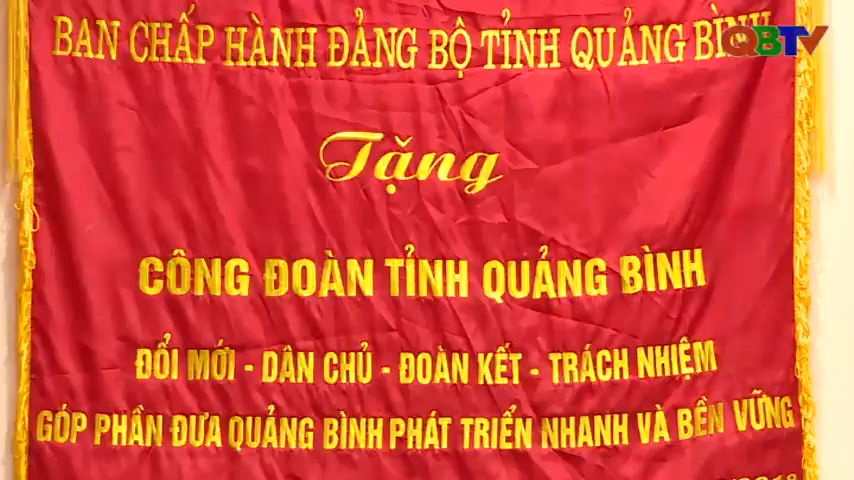 BAN CHẤP HÀNH ĐẢNG BỘ TỈNH QUẢNG BÌNH
QBTV
Tặng
CÔNG ĐOÀN TỈNH QUẢNG BÌNH
ĐỔI MỚI - DÂN CHỦ - ĐOÀN KẾT - TRÁCH NHIỆM
GÓP PHẦN ĐƯA QUẢNG BÌNH PHÁT TRIỂN NHANH VÀ BỀN VỮNG